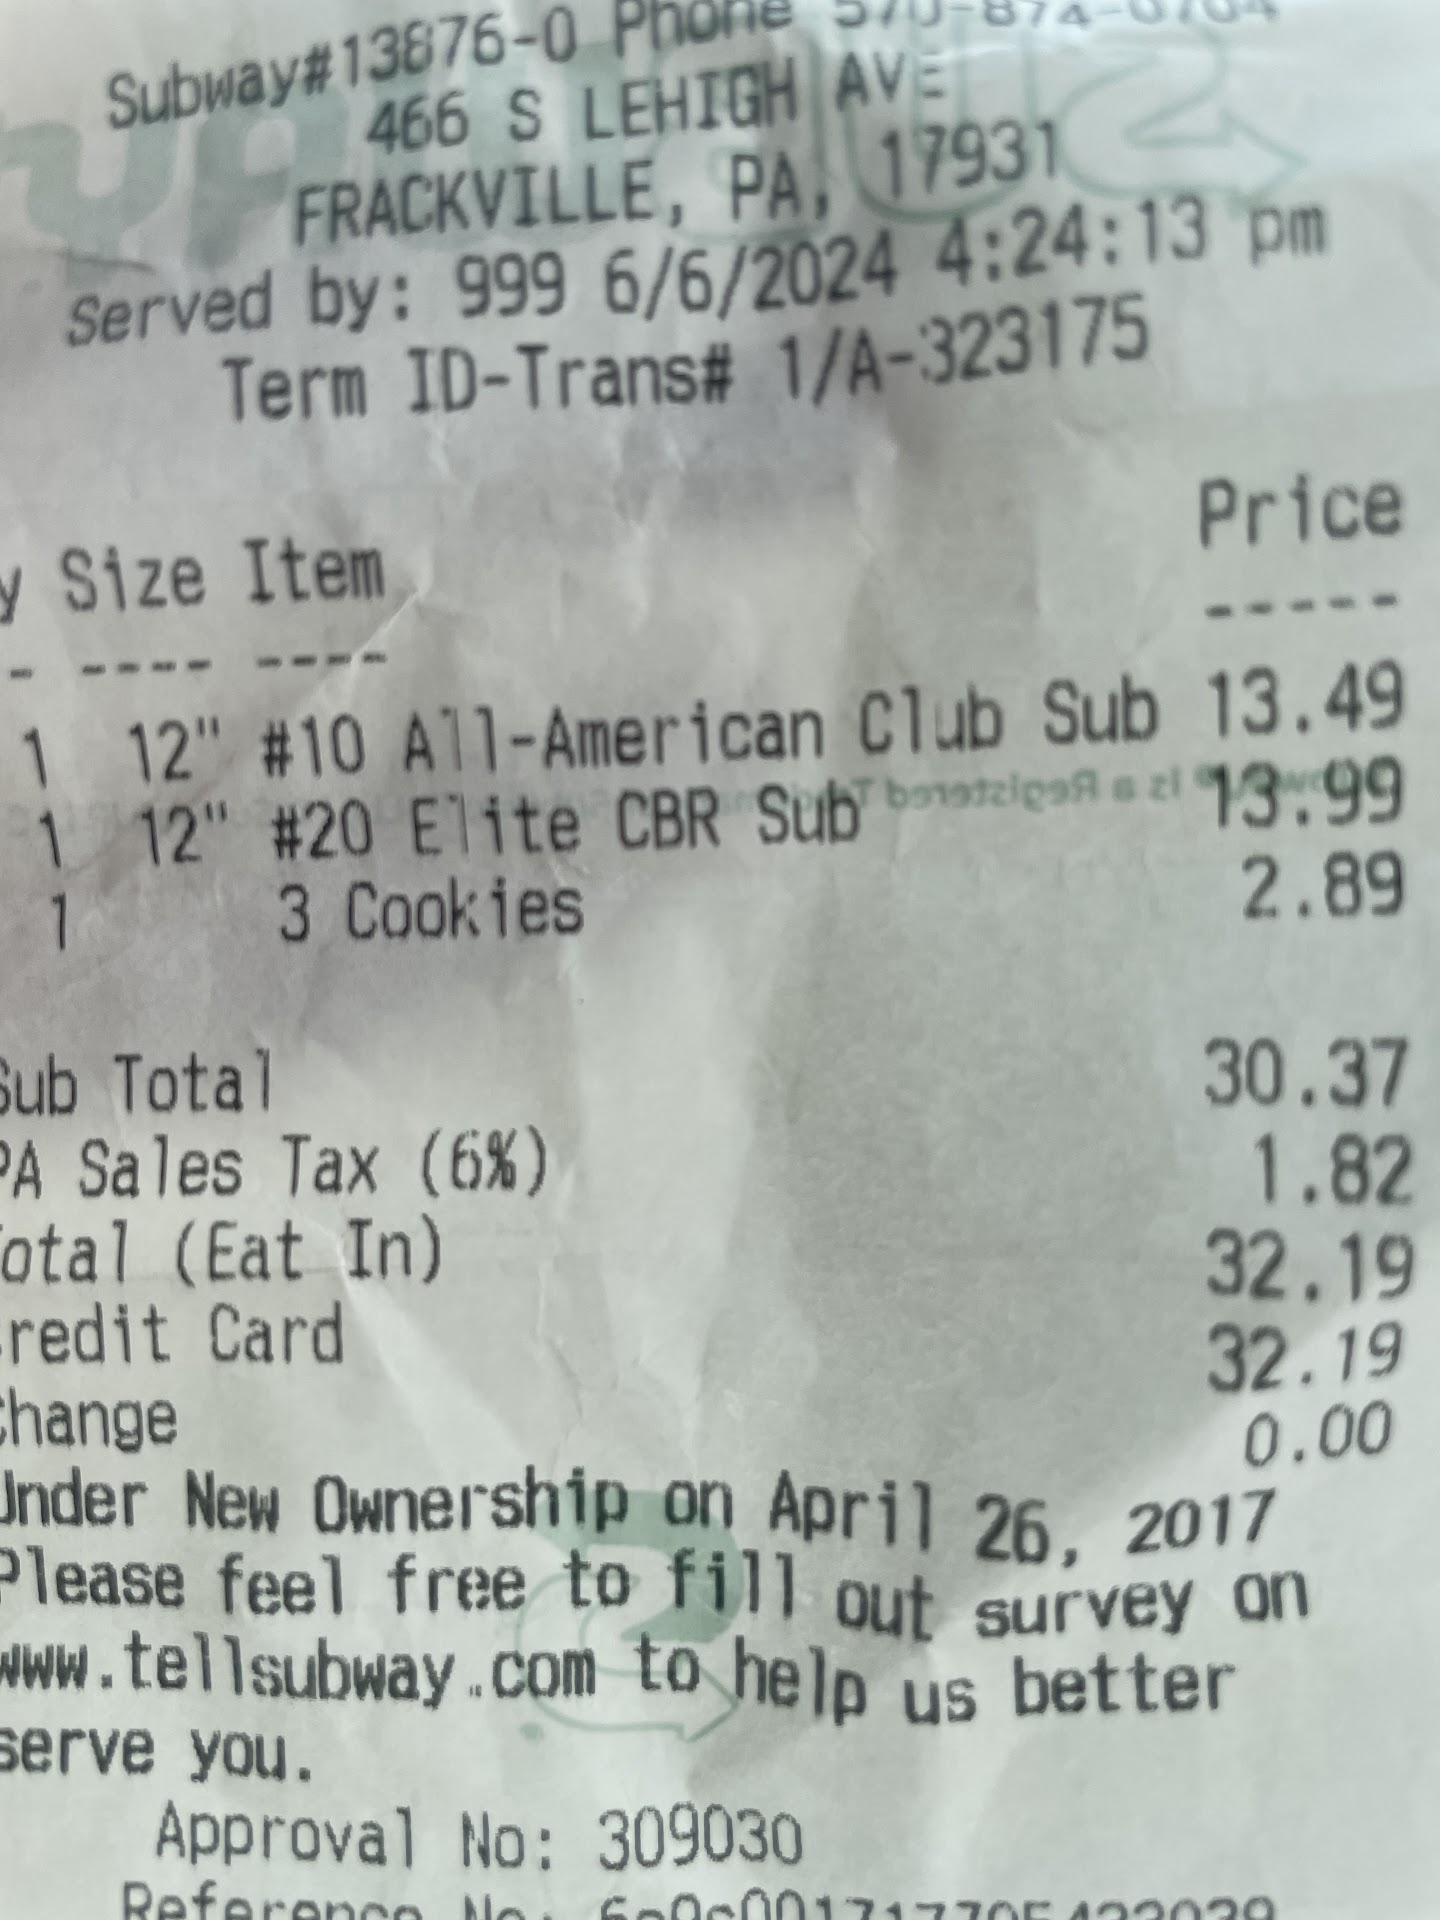 Subway#13876-0 Phone
466 S LEHIGH AVE
FRACKVILLE, PA, 17931
Served by: 999 6/6/2024 4:24:13 pm
Term ID-Trans# 1/A-323175
y Size Item Price
- ---- ---- -----
1 12" #10 All-American Club Sub 13.49
1 12" #20 Elite CBR Sub 13.99
1 3 Cookies 2.89
Sub Total 30.37
PA Sales Tax (6%) 1.82
Total (Eat In) 32.19
Credit Card 32.19
Change 0.00
Under New Ownership on April 26, 2017
Please feel free to fill out survey on
www.tellsubway.com to help us better
serve you.
Approval No: 309030
Reference No: